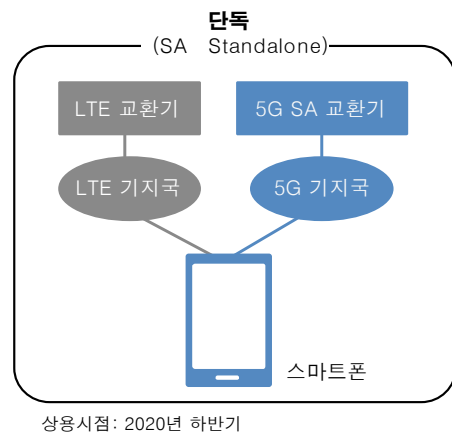 단독
(SA Standalone)
LTE 교환기
5G SA 교환기
LTE 기지국
5G 기지국
스마트폰
상용시점: 2020년 하반기